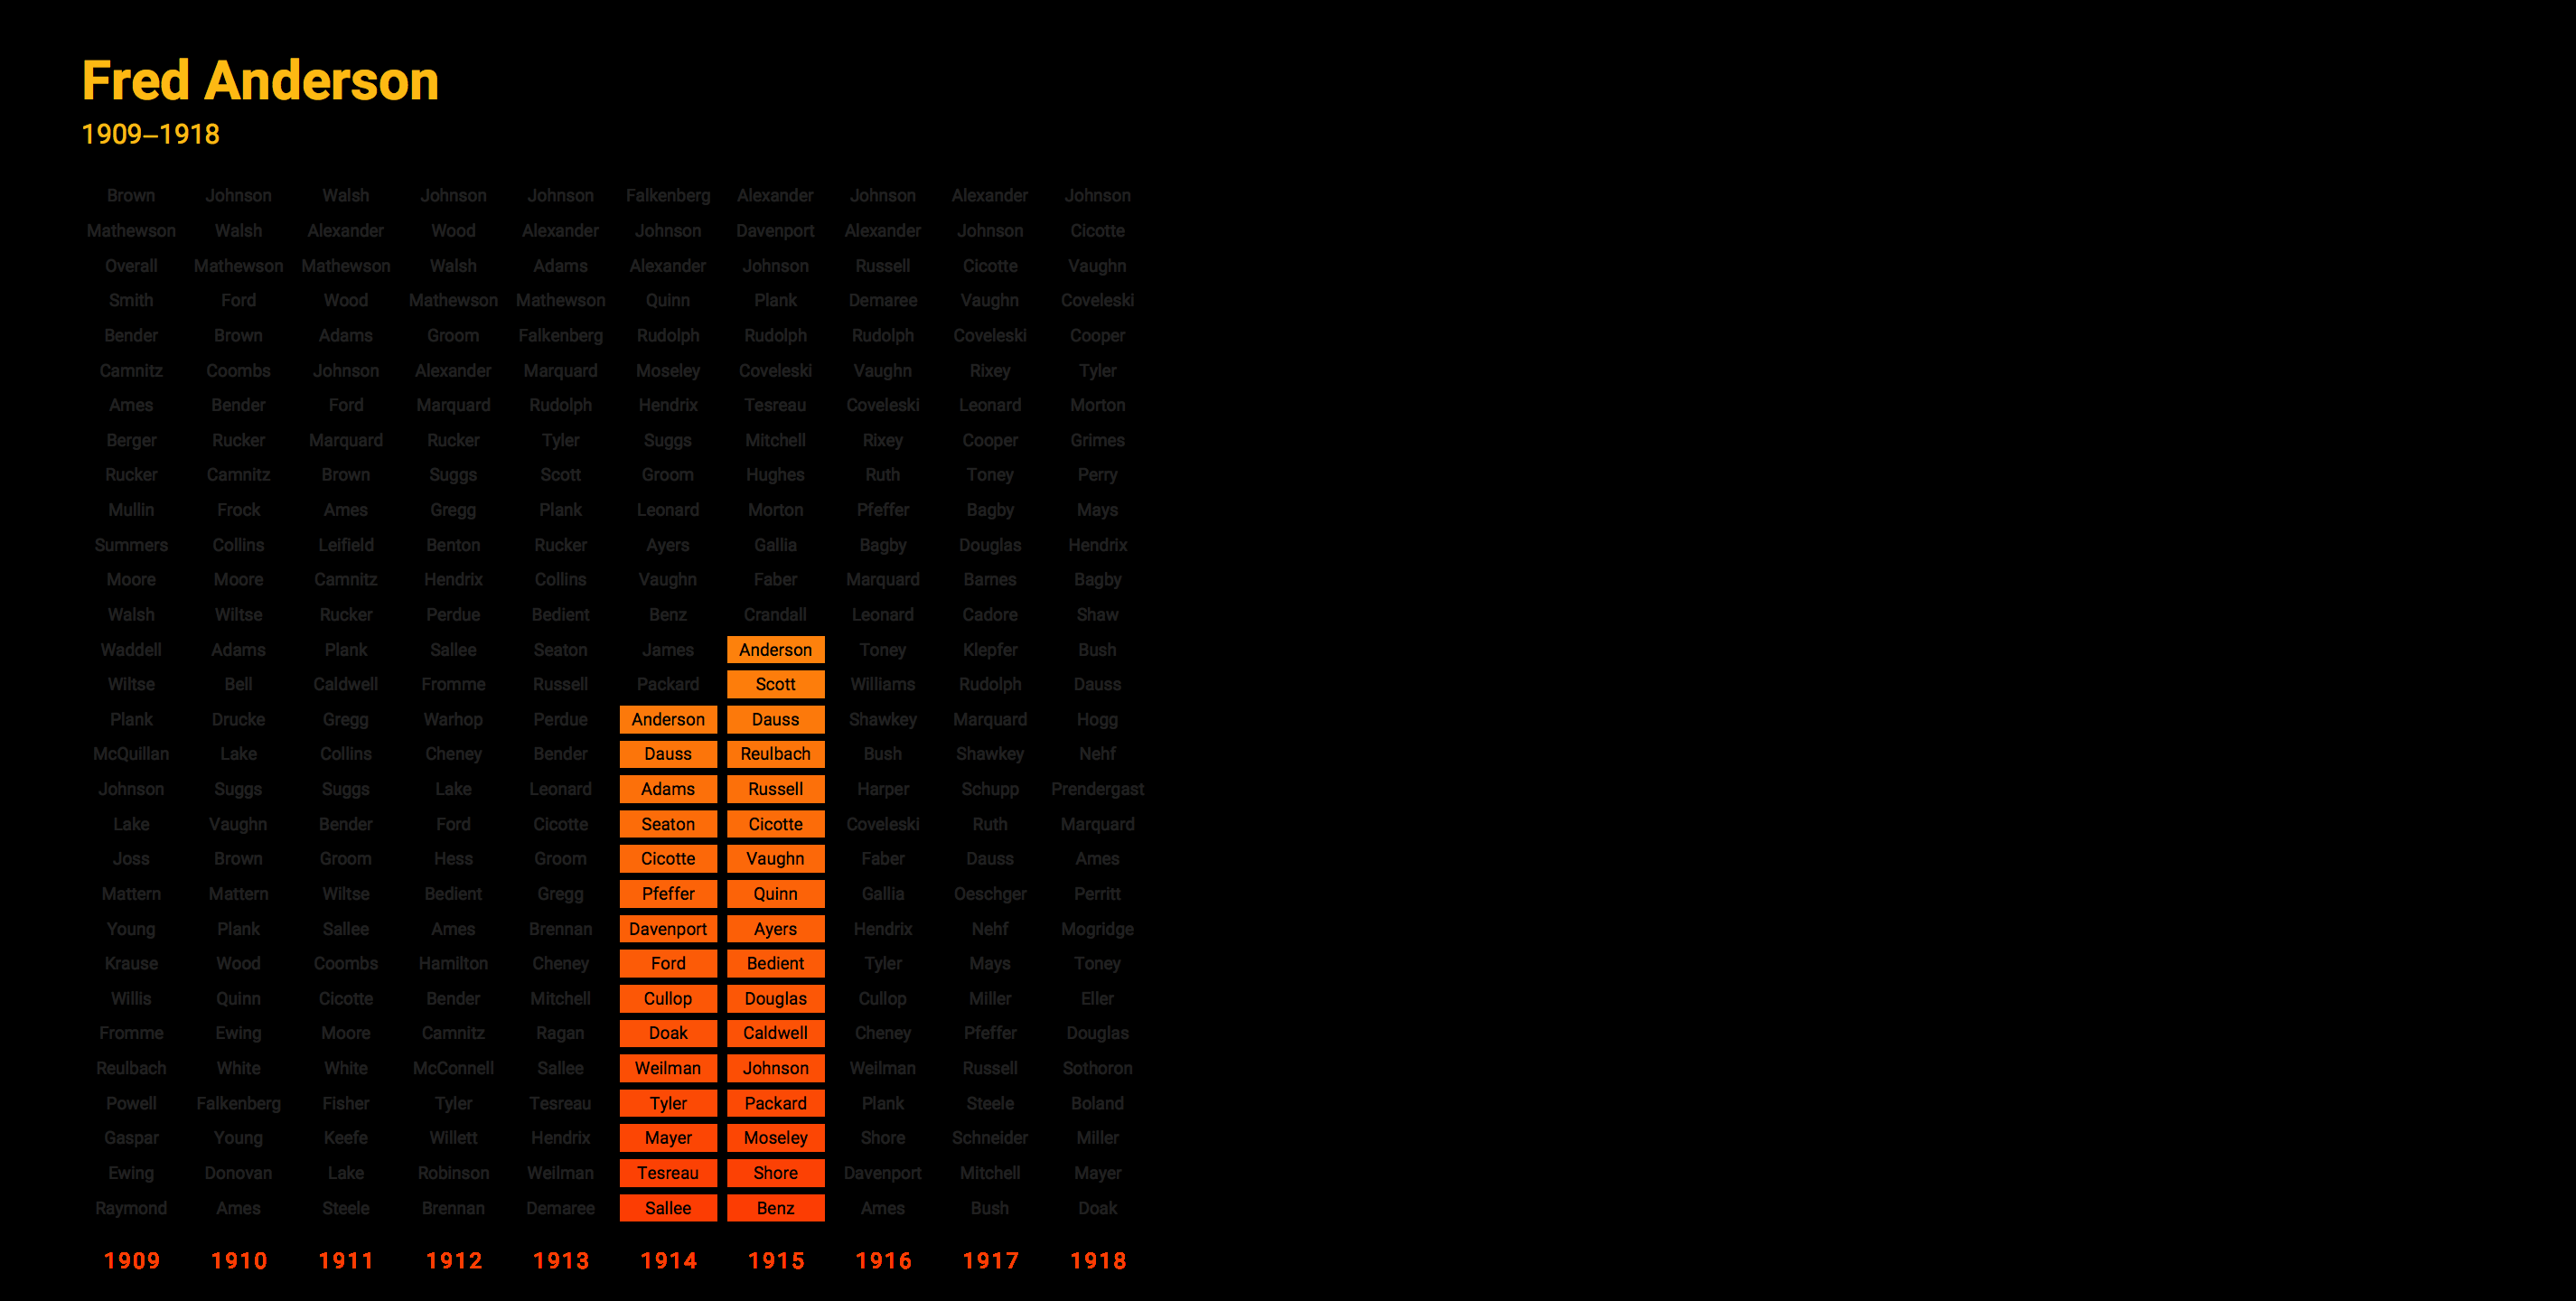 Fred Anderson
1909–1918
Brown Johnson Walsh Johnson Johnson Falkenberg Alexander Johnson Alexander Johnson
Mathewson Walsh Alexander Wood Alexander Johnson Davenport Alexander Johnson Cicotte
Overall Mathewson Mathewson Walsh Adams Alexander Johnson Russell Cicotte Vaughn
Smith Ford Wood Mathewson Mathewson Quinn Plank Demaree Vaughn Coveleski
Bender Brown Adams Groom Falkenberg Rudolph Rudolph Rudolph Coveleski Cooper
Camnitz Coombs Johnson Alexander Marquard Moseley Coveleski Vaughn Rixey Tyler
Ames Bender Ford Marquard Rudolph Hendrix Tesreau Coveleski Leonard Morton
Berger Rucker Marquard Rucker Tyler Suggs Mitchell Rixey Cooper Grimes
Rucker Camnitz Brown Suggs Scott Groom Hughes Ruth Toney Perry
Mullin Frock Ames Gregg Plank Leonard Morton Pfeffer Bagby Mays
Summers Collins Leifield Benton Rucker Ayers Gallia Bagby Douglas Hendrix
Moore Moore Camnitz Hendrix Collins Vaughn Faber Marquard Barnes Bagby
Walsh Wiltse Rucker Perdue Bedient Benz Crandall Leonard Cadore Shaw
Waddell Adams Plank Sallee Seaton James Anderson Toney Klepfer Bush
Wiltse Bell Caldwell Fromme Russell Packard Scott Williams Rudolph Dauss
Plank Drucke Gregg Warhop Perdue Anderson Dauss Shawkey Marquard Hogg
McQuillan Lake Collins Cheney Bender Dauss Reulbach Bush Shawkey Nehf
Johnson Suggs Suggs Lake Leonard Adams Russell Harper Schupp Prendergast
Lake Vaughn Bender Ford Cicotte Seaton Cicotte Coveleski Ruth Marquard
Joss Brown Groom Hess Groom Cicotte Vaughn Faber Dauss Ames
Mattern Mattern Wiltse Bedient Gregg Pfeffer Quinn Gallia Oeschger Perritt
Young Plank Sallee Ames Brennan Davenport Ayers Hendrix Nehf Mogridge
Krause Wood Coombs Hamilton Cheney Ford Bedient Tyler Mays Toney
Willis Quinn Cicotte Bender Mitchell Cullop Douglas Cullop Miller Eller
Fromme Ewing Moore Camnitz Ragan Doak Caldwell Cheney Pfeffer Douglas
Reulbach White White McConnell Sallee Weilman Johnson Weilman Russell Sothoron
Powell Falkenberg Fisher Tyler Tesreau Tyler Packard Plank Steele Boland
Gaspar Young Keefe Willett Hendrix Mayer Moseley Shore Schneider Miller
Ewing Donovan Lake Robinson Weilman Tesreau Shore Davenport Mitchell Mayer
Raymond Ames Steele Brennan Demaree Sallee Benz Ames Bush Doak
1909 1910 1911 1912 1913 1914 1915 1916 1917 1918